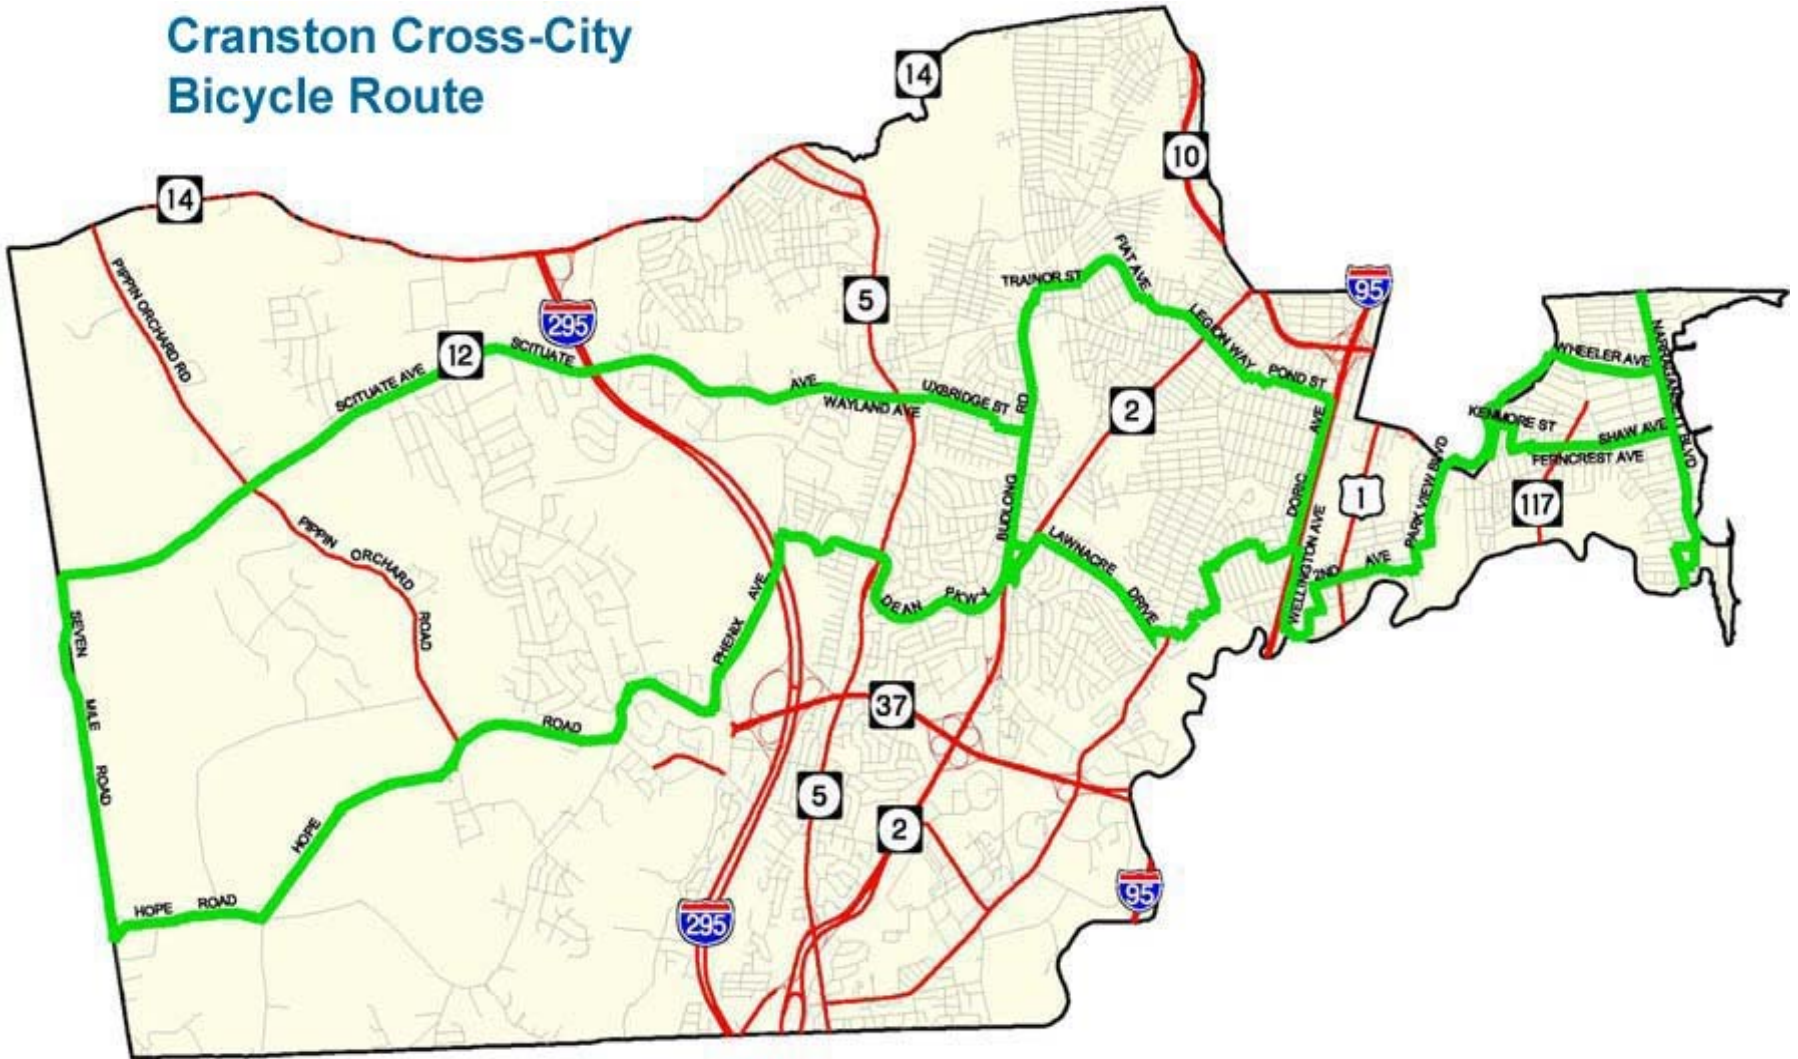 Cranston Cross-City
Bicycle Route
14
14
10
PIPPIN ORCHARD RD
FIAT AVE
TRAINOR ST
95
5
295
LEGION WAY
12
SCITUATE
SCITUATE AVE
AVE
WAYLAND AVE
UXBRIDGE ST
RD
POND ST
AVE
2
WHEELER AVE
NARRAGANSETT BLVD
KENMORE ST
SHAW AVE
FERNCREST AVE
117
1
PARK VIEW BLVD
DORIC
BUDLONG
PIPPIN
ORCHARD
ROAD
LAWNACRE
DRIVE
WELLINGTON AVE
2ND
AVE
DEAN
PKWY
PHENIX
AVE
SEVEN
MILE
ROAD
ROAD
37
5
2
HOPE
HOPE
ROAD
295
95